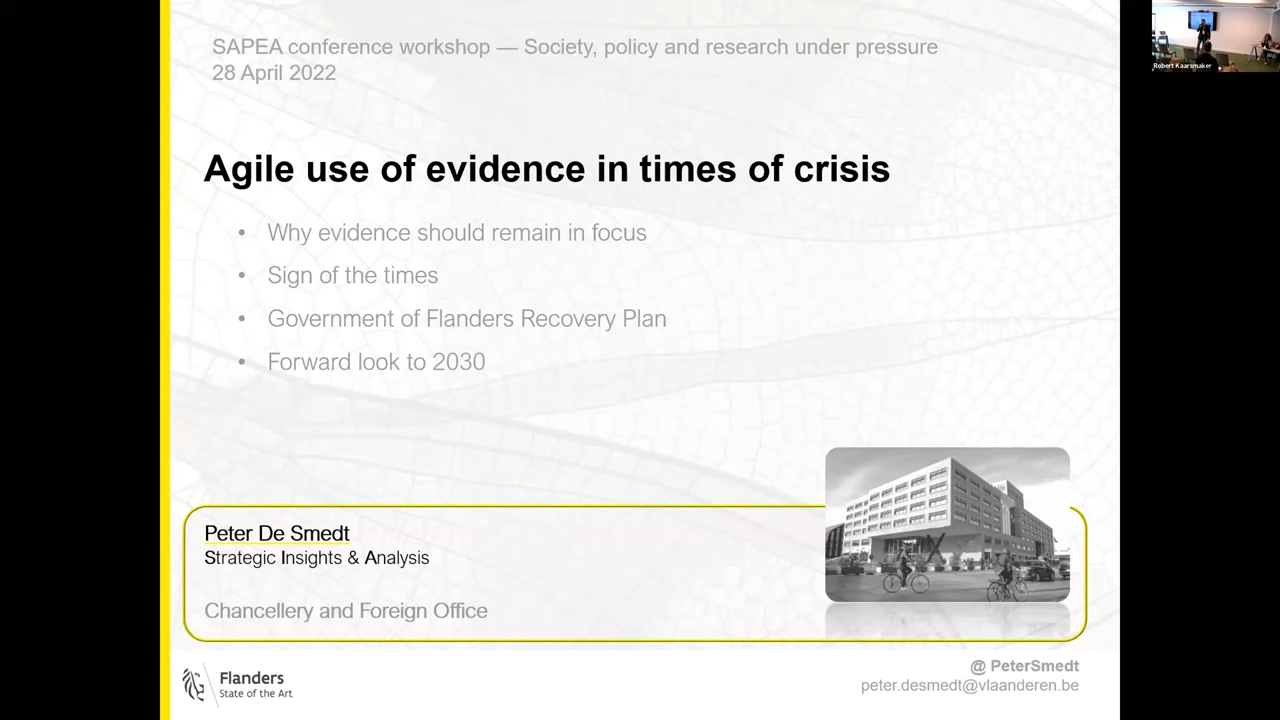 SAPEA conference workshop — Society, policy and research under pressure
28 April 2022
Robert Kaarsmaker
Agile use of evidence in times of crisis
• Why evidence should remain in focus
• Sign of the times
• Government of Flanders Recovery Plan
• Forward look to 2030
Peter De Smedt
Strategic Insights & Analysis
Chancellery and Foreign Office
Flanders
State of the Art
@ PeterSmedt
peter.desmedt@vlaanderen.be